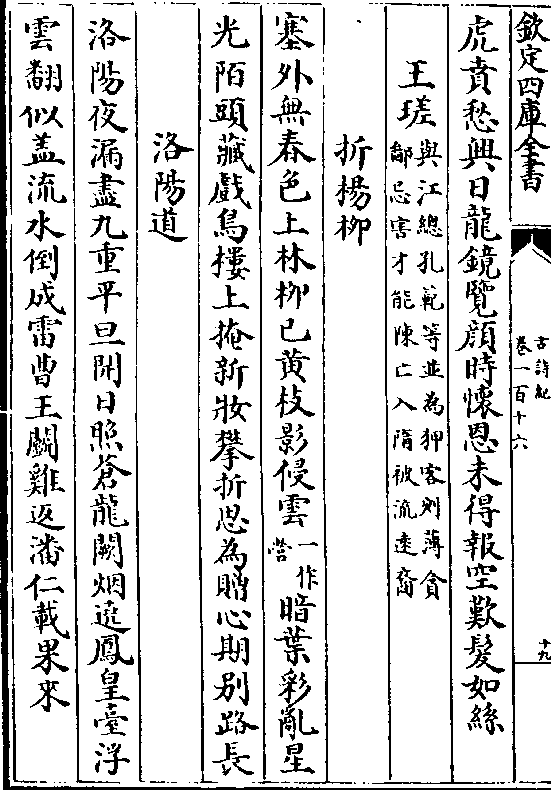 欽定四庫全書
古詩紀
卷一百十六
十九
虎賁愁興日龍鏡覽顔時懷恩未得報空歎髪如絲
王瑳
與江總孔範等並為狎客刻薄貪
鄙忌害才能陳亡入隋被流遠裔
折楊柳
塞外無春色上林栁已黄枝影侵雲一作營暗葉彩亂星
光陌頭藏戲鳥樓上掩新妝攀折思為贈心期别路長
洛陽道
洛陽夜漏盡九重平旦開日照蒼龍闕烟遶鳳皇臺浮
雲翻似盖流水倒成雷曹王鬬雞返潘仁載果來